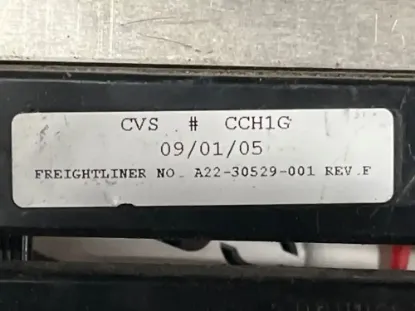 CVS # CCH1G
09/01/05
FREIGHTLINER NO. A22-30529-001 REV.F